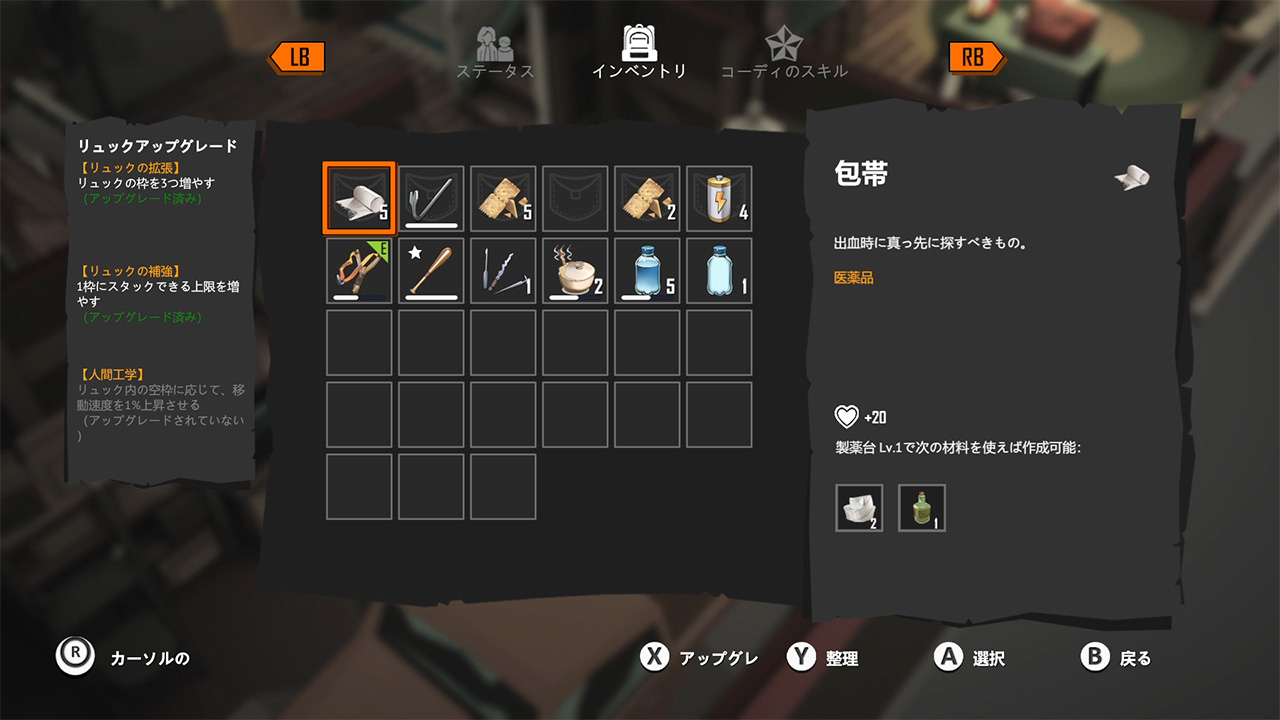 LB
ステータス
インベントリ
コーディのスキル
RB
リュックアップグレード
【リュックの拡張】
リュックの枠を3つ増やす
（アップグレード済み）
【リュックの補強】
1枠にスタックできる上限を増
やす
（アップグレード済み）
【人間工学】
リュック内の空枠に応じて、移
動速度を1%上昇させる
（アップグレードされていない
）
5
5
2
4
E
1
2
5
1
包帯
出血時に真っ先に探すべきもの。
医薬品
+20
製薬台 Lv.1で次の材料を使えば作成可能:
2
1
R カーソルの
X アップグレ
Y 整理
A 選択
B 戻る